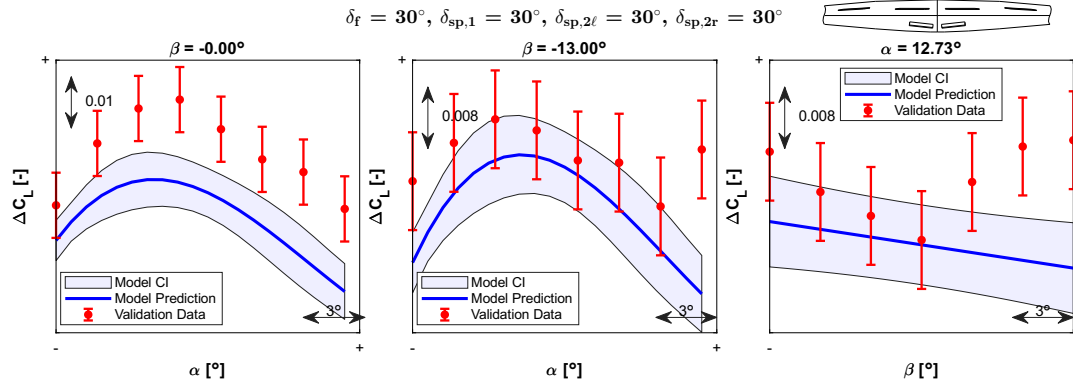 δf = 30°, δsp,1 = 30°, δsp,2ℓ = 30°, δsp,2r = 30°
β = -0.00°
+
0.01
ΔCL [-]
Model CI
Model Prediction
Validation Data
3°
-
+
α [°]
β = -13.00°
+
0.008
ΔCL [-]
Model CI
Model Prediction
Validation Data
3°
-
+
α [°]
α = 12.73°
+
0.008
ΔCL [-]
Model CI
Model Prediction
Validation Data
3°
-
+
β [°]